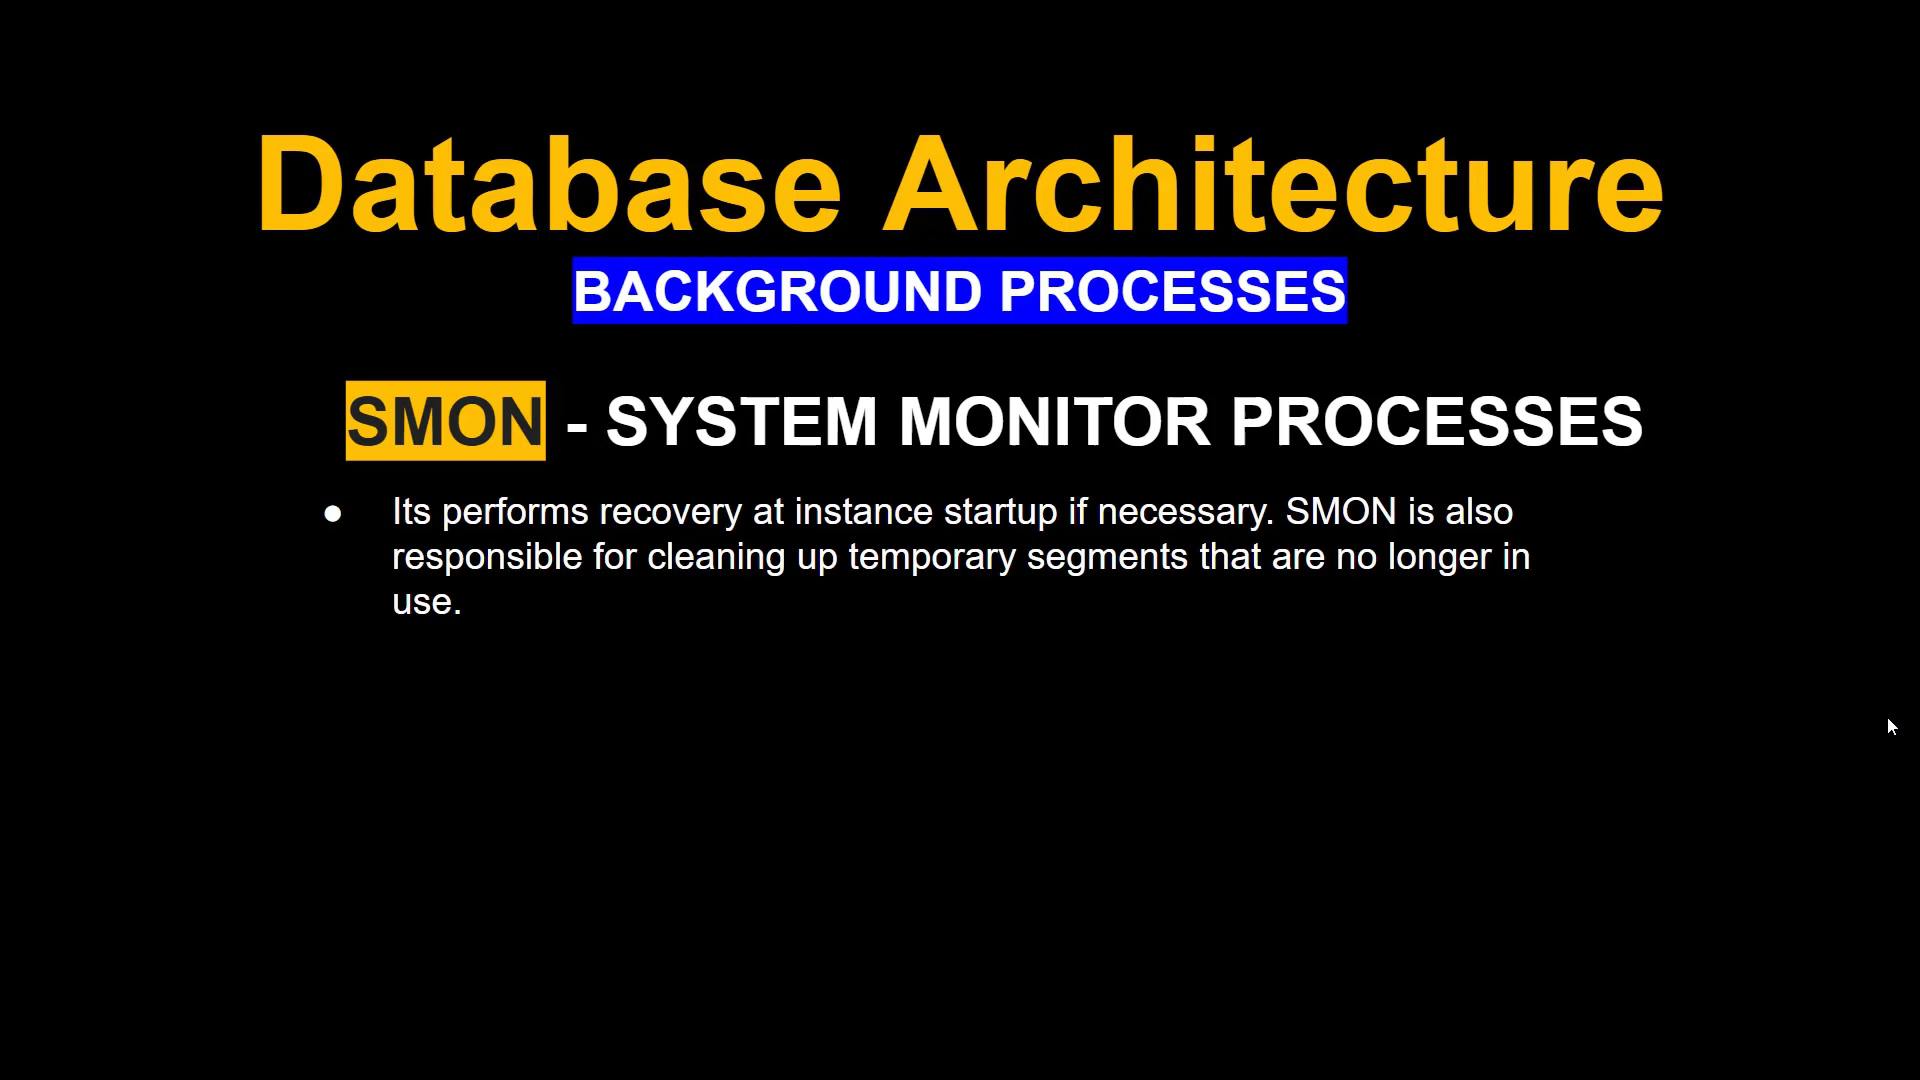 Database Architecture
BACKGROUND PROCESSES
SMON - SYSTEM MONITOR PROCESSES
● Its performs recovery at instance startup if necessary. SMON is also
responsible for cleaning up temporary segments that are no longer in
use.